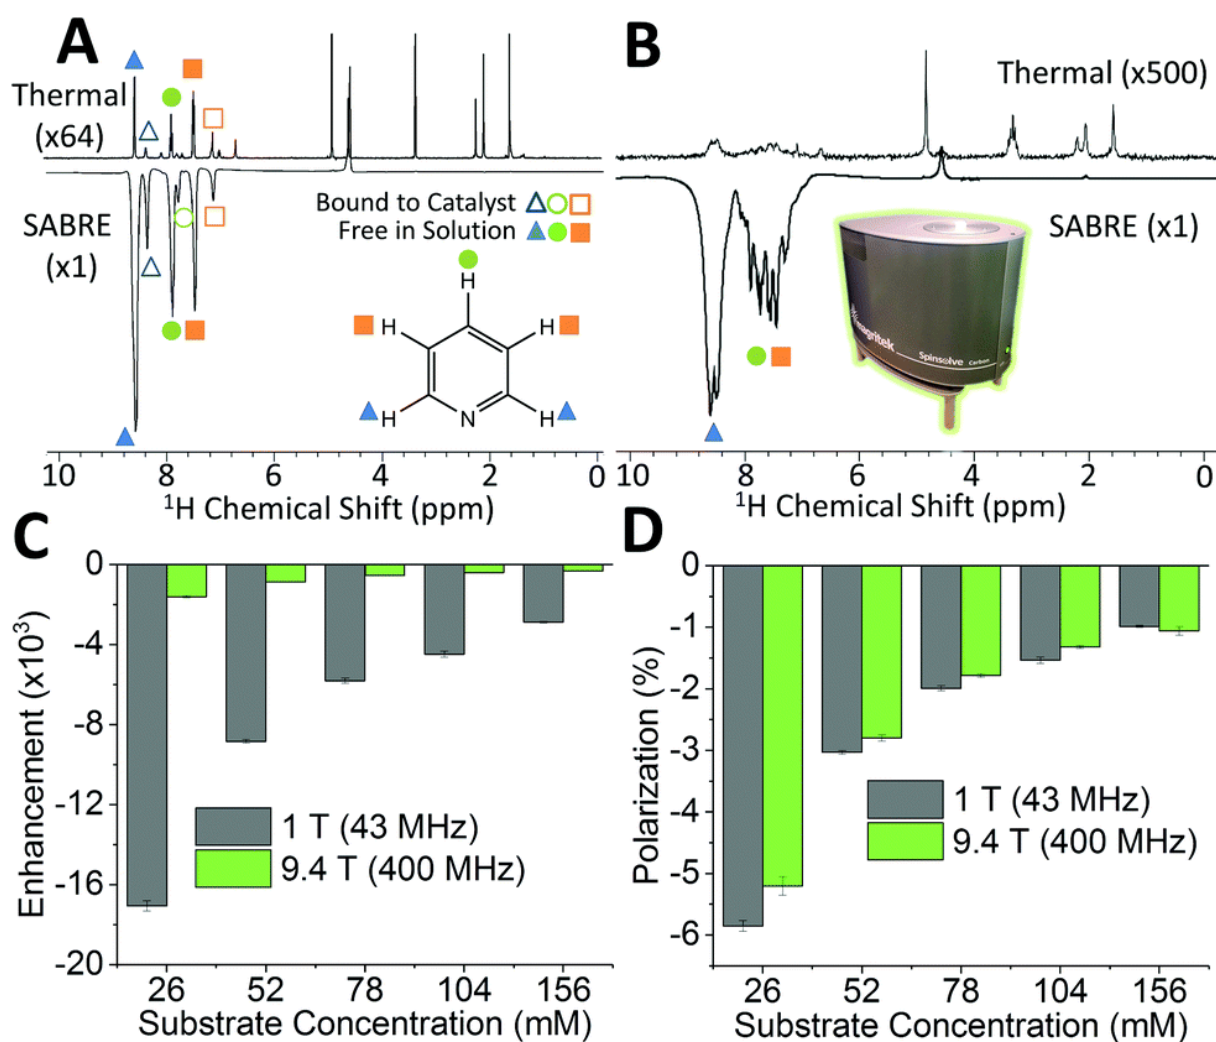 A
Thermal
(x64)
SABRE
(x1)
Bound to Catalyst
Free in Solution
H
H
H
H
H
N
10
8
6
4
2
0
¹H Chemical Shift (ppm)
B
Thermal (x500)
SABRE (x1)
magritek
Spinsolve Carbon
10
8
6
4
2
0
¹H Chemical Shift (ppm)
C
Enhancement (x10³)
0
-4
-8
-12
-16
-20
1 T (43 MHz)
9.4 T (400 MHz)
26
52
78
104
156
Substrate Concentration (mM)
D
Polarization (%)
0
-1
-2
-3
-4
-5
-6
1 T (43 MHz)
9.4 T (400 MHz)
26
52
78
104
156
Substrate Concentration (mM)